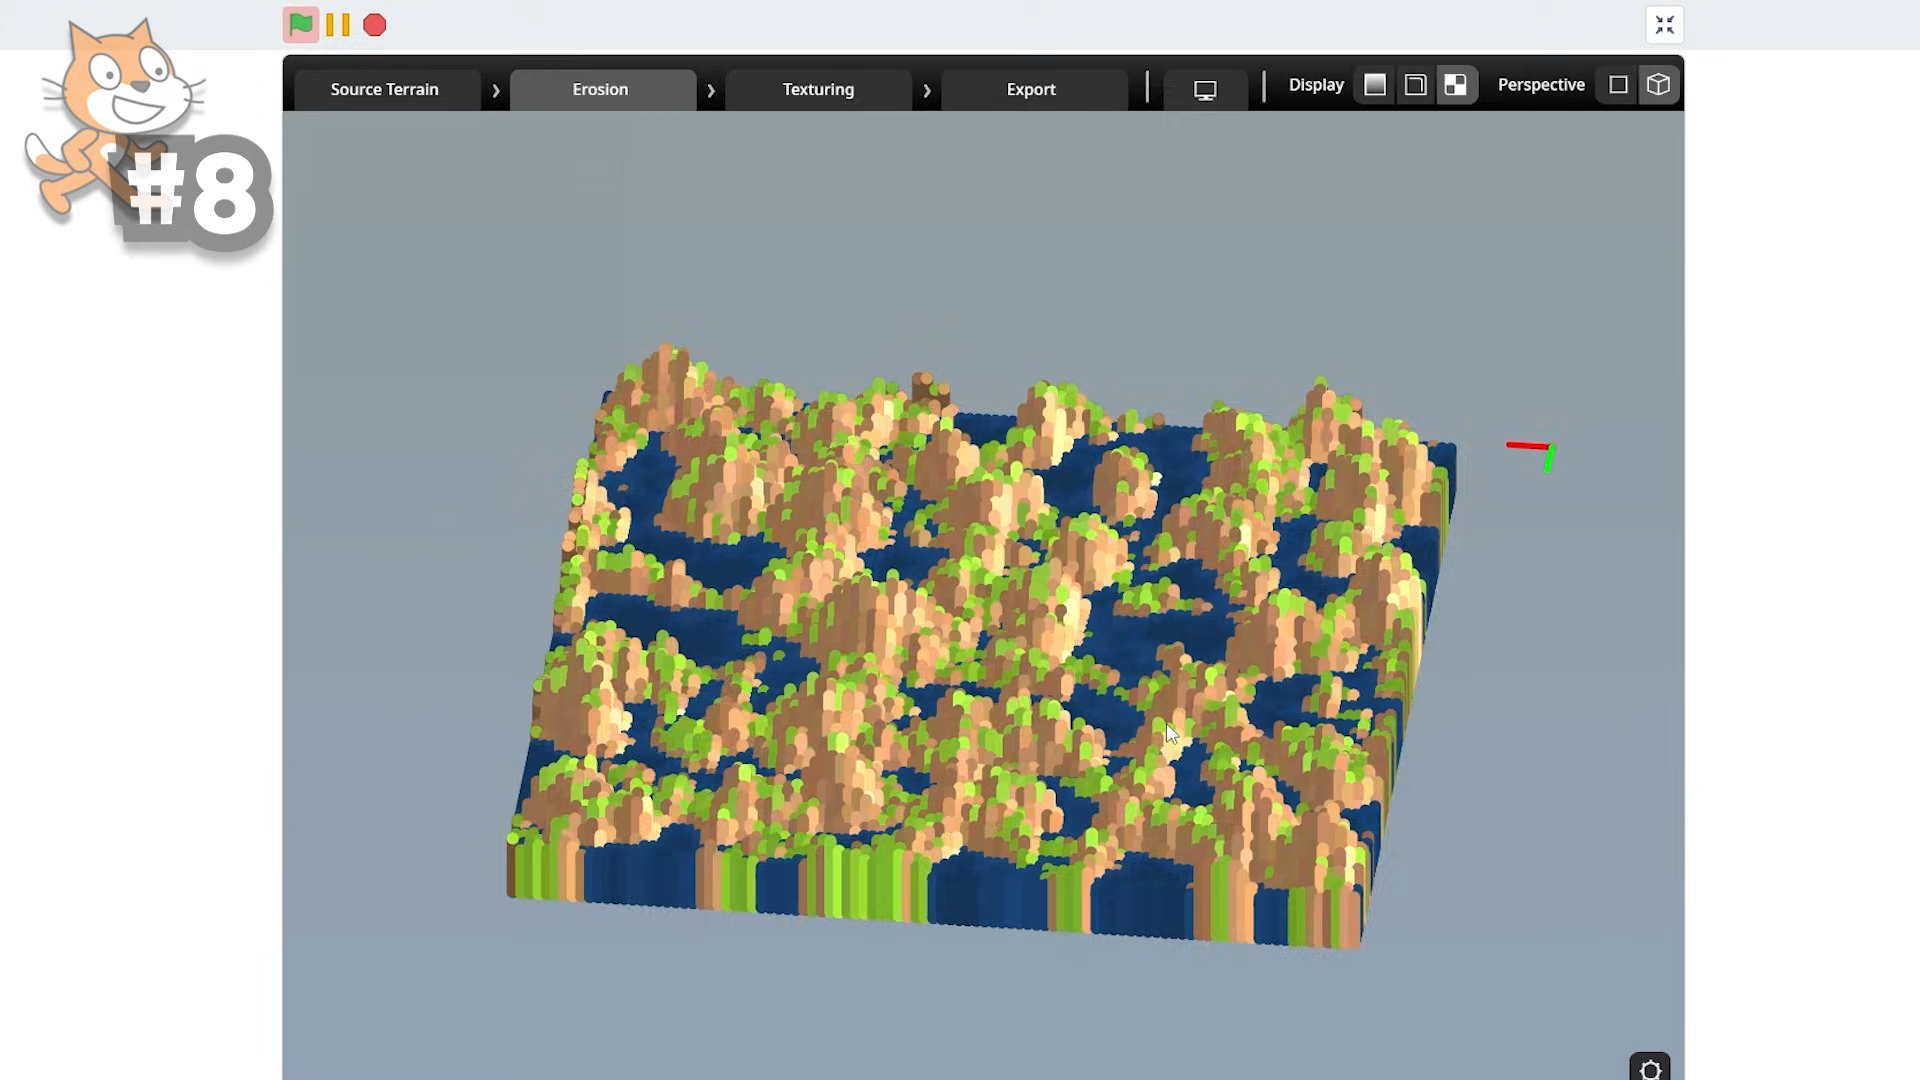 #8
Source Terrain
Erosion
Texturing
Export
Display
Perspective